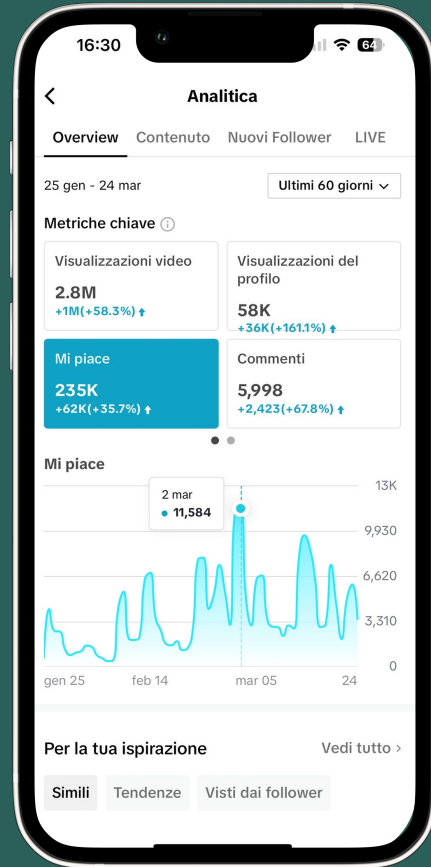 16:30
64
Analitica
Overview Contenuto Nuovi Follower LIVE
25 gen - 24 mar
Ultimi 60 giorni
Metriche chiave
Visualizzazioni video
2.8M
+1M(+58.3%)
Visualizzazioni del
profilo
58K
+36K(+161.1%)
Mi piace
235K
+62K(+35.7%)
Commenti
5,998
+2,423(+67.8%)
Mi piace
2 mar
11,584
13K
9,930
6,620
3,310
0
gen 25 feb 14 mar 05 24
Per la tua ispirazione
Vedi tutto
Simili Tendenze Visti dai follower